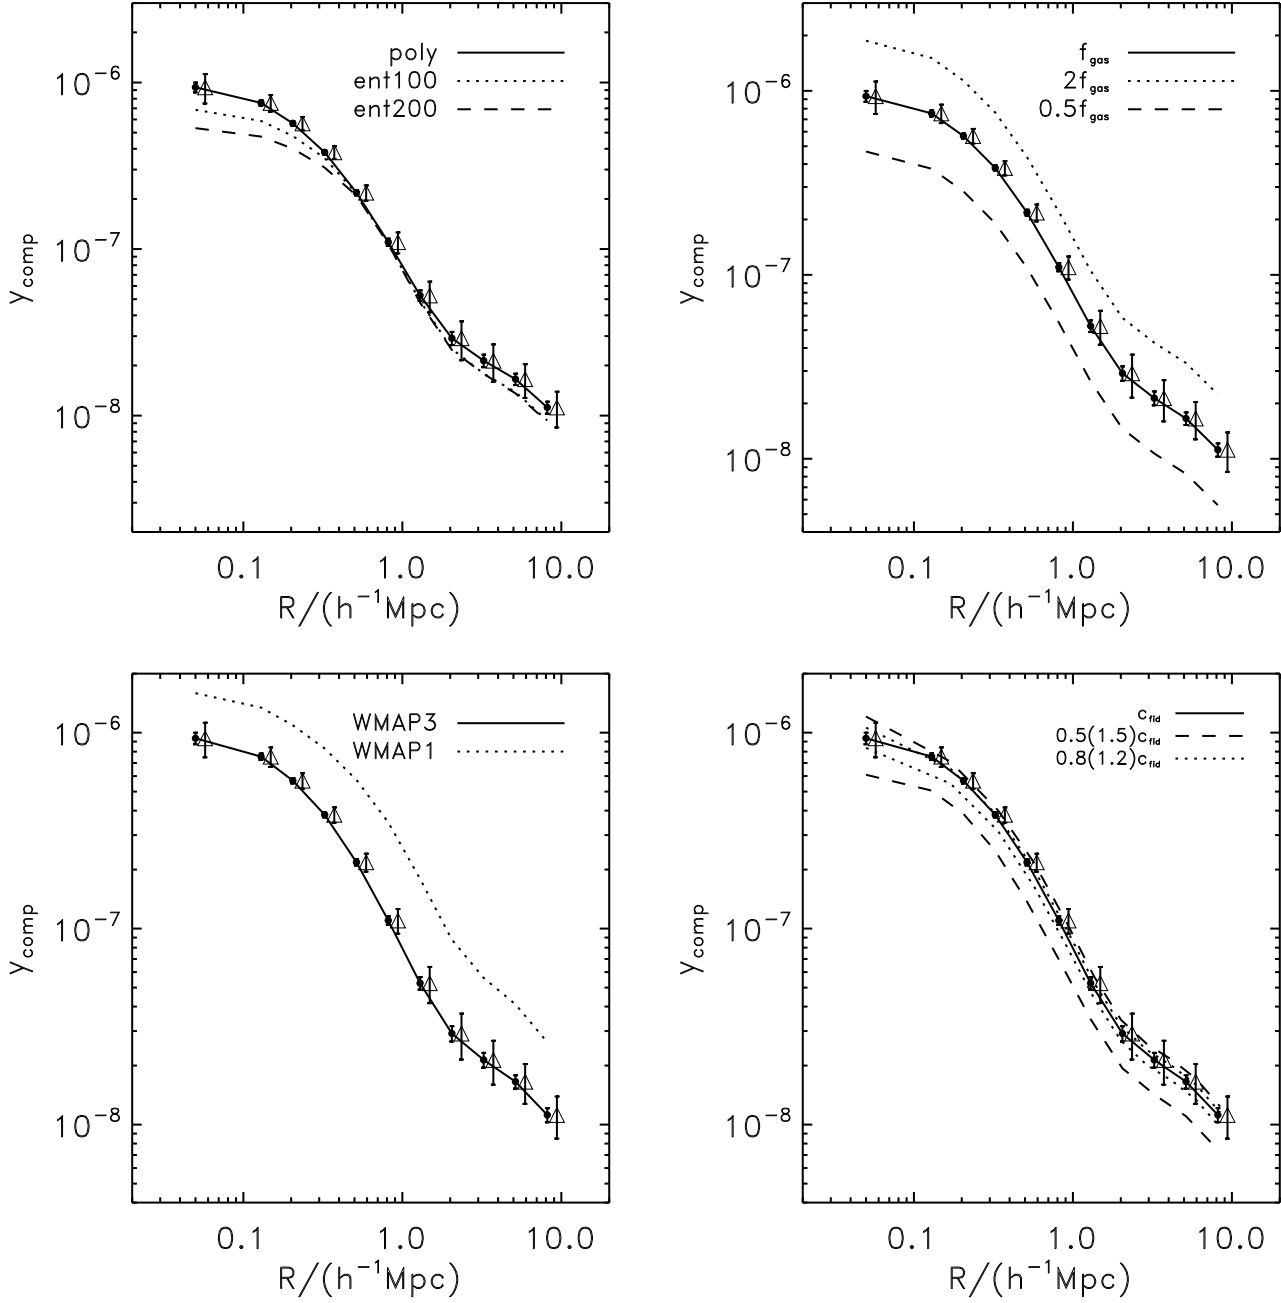 poly
ent100
ent200
10⁻⁶
10⁻⁷
10⁻⁸
y_comp
0.1 1.0 10.0
R/(h⁻¹Mpc)
f_gas
2f_gas
0.5f_gas
10⁻⁶
10⁻⁷
10⁻⁸
y_comp
0.1 1.0 10.0
R/(h⁻¹Mpc)
WMAP3
WMAP1
10⁻⁶
10⁻⁷
10⁻⁸
y_comp
0.1 1.0 10.0
R/(h⁻¹Mpc)
c_fid
0.5(1.5)c_fid
0.8(1.2)c_fid
10⁻⁶
10⁻⁷
10⁻⁸
y_comp
0.1 1.0 10.0
R/(h⁻¹Mpc)